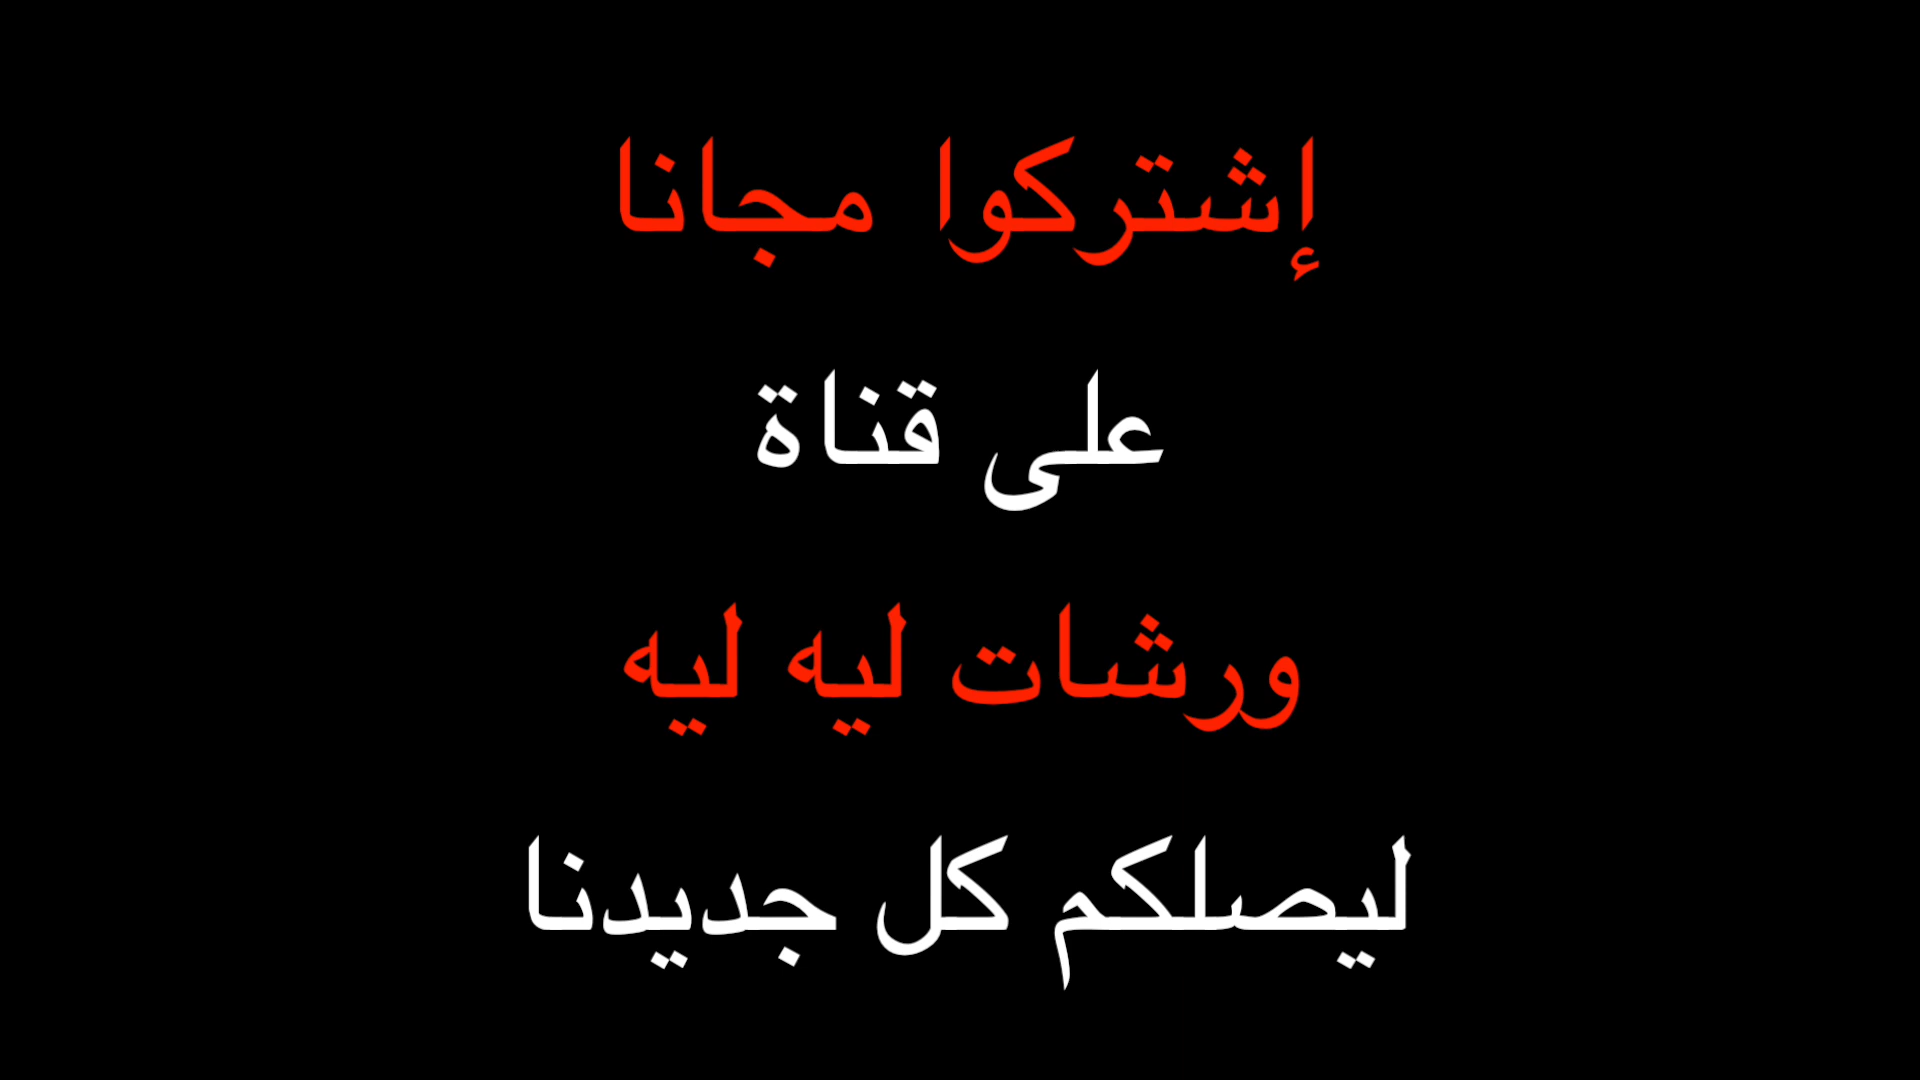 إشتركوا مجانا
على قناة
ورشات ليه ليه
ليصلكم كل جديدنا